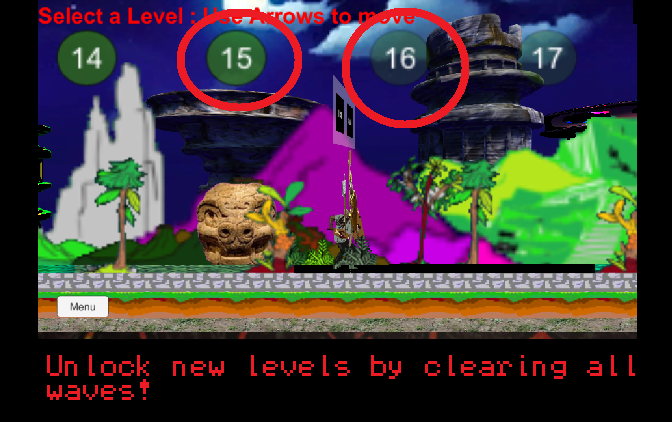 Select a Level : Use Arrows to move
14 15 16 17
Menu
Unlock new levels by clearing all
waves!